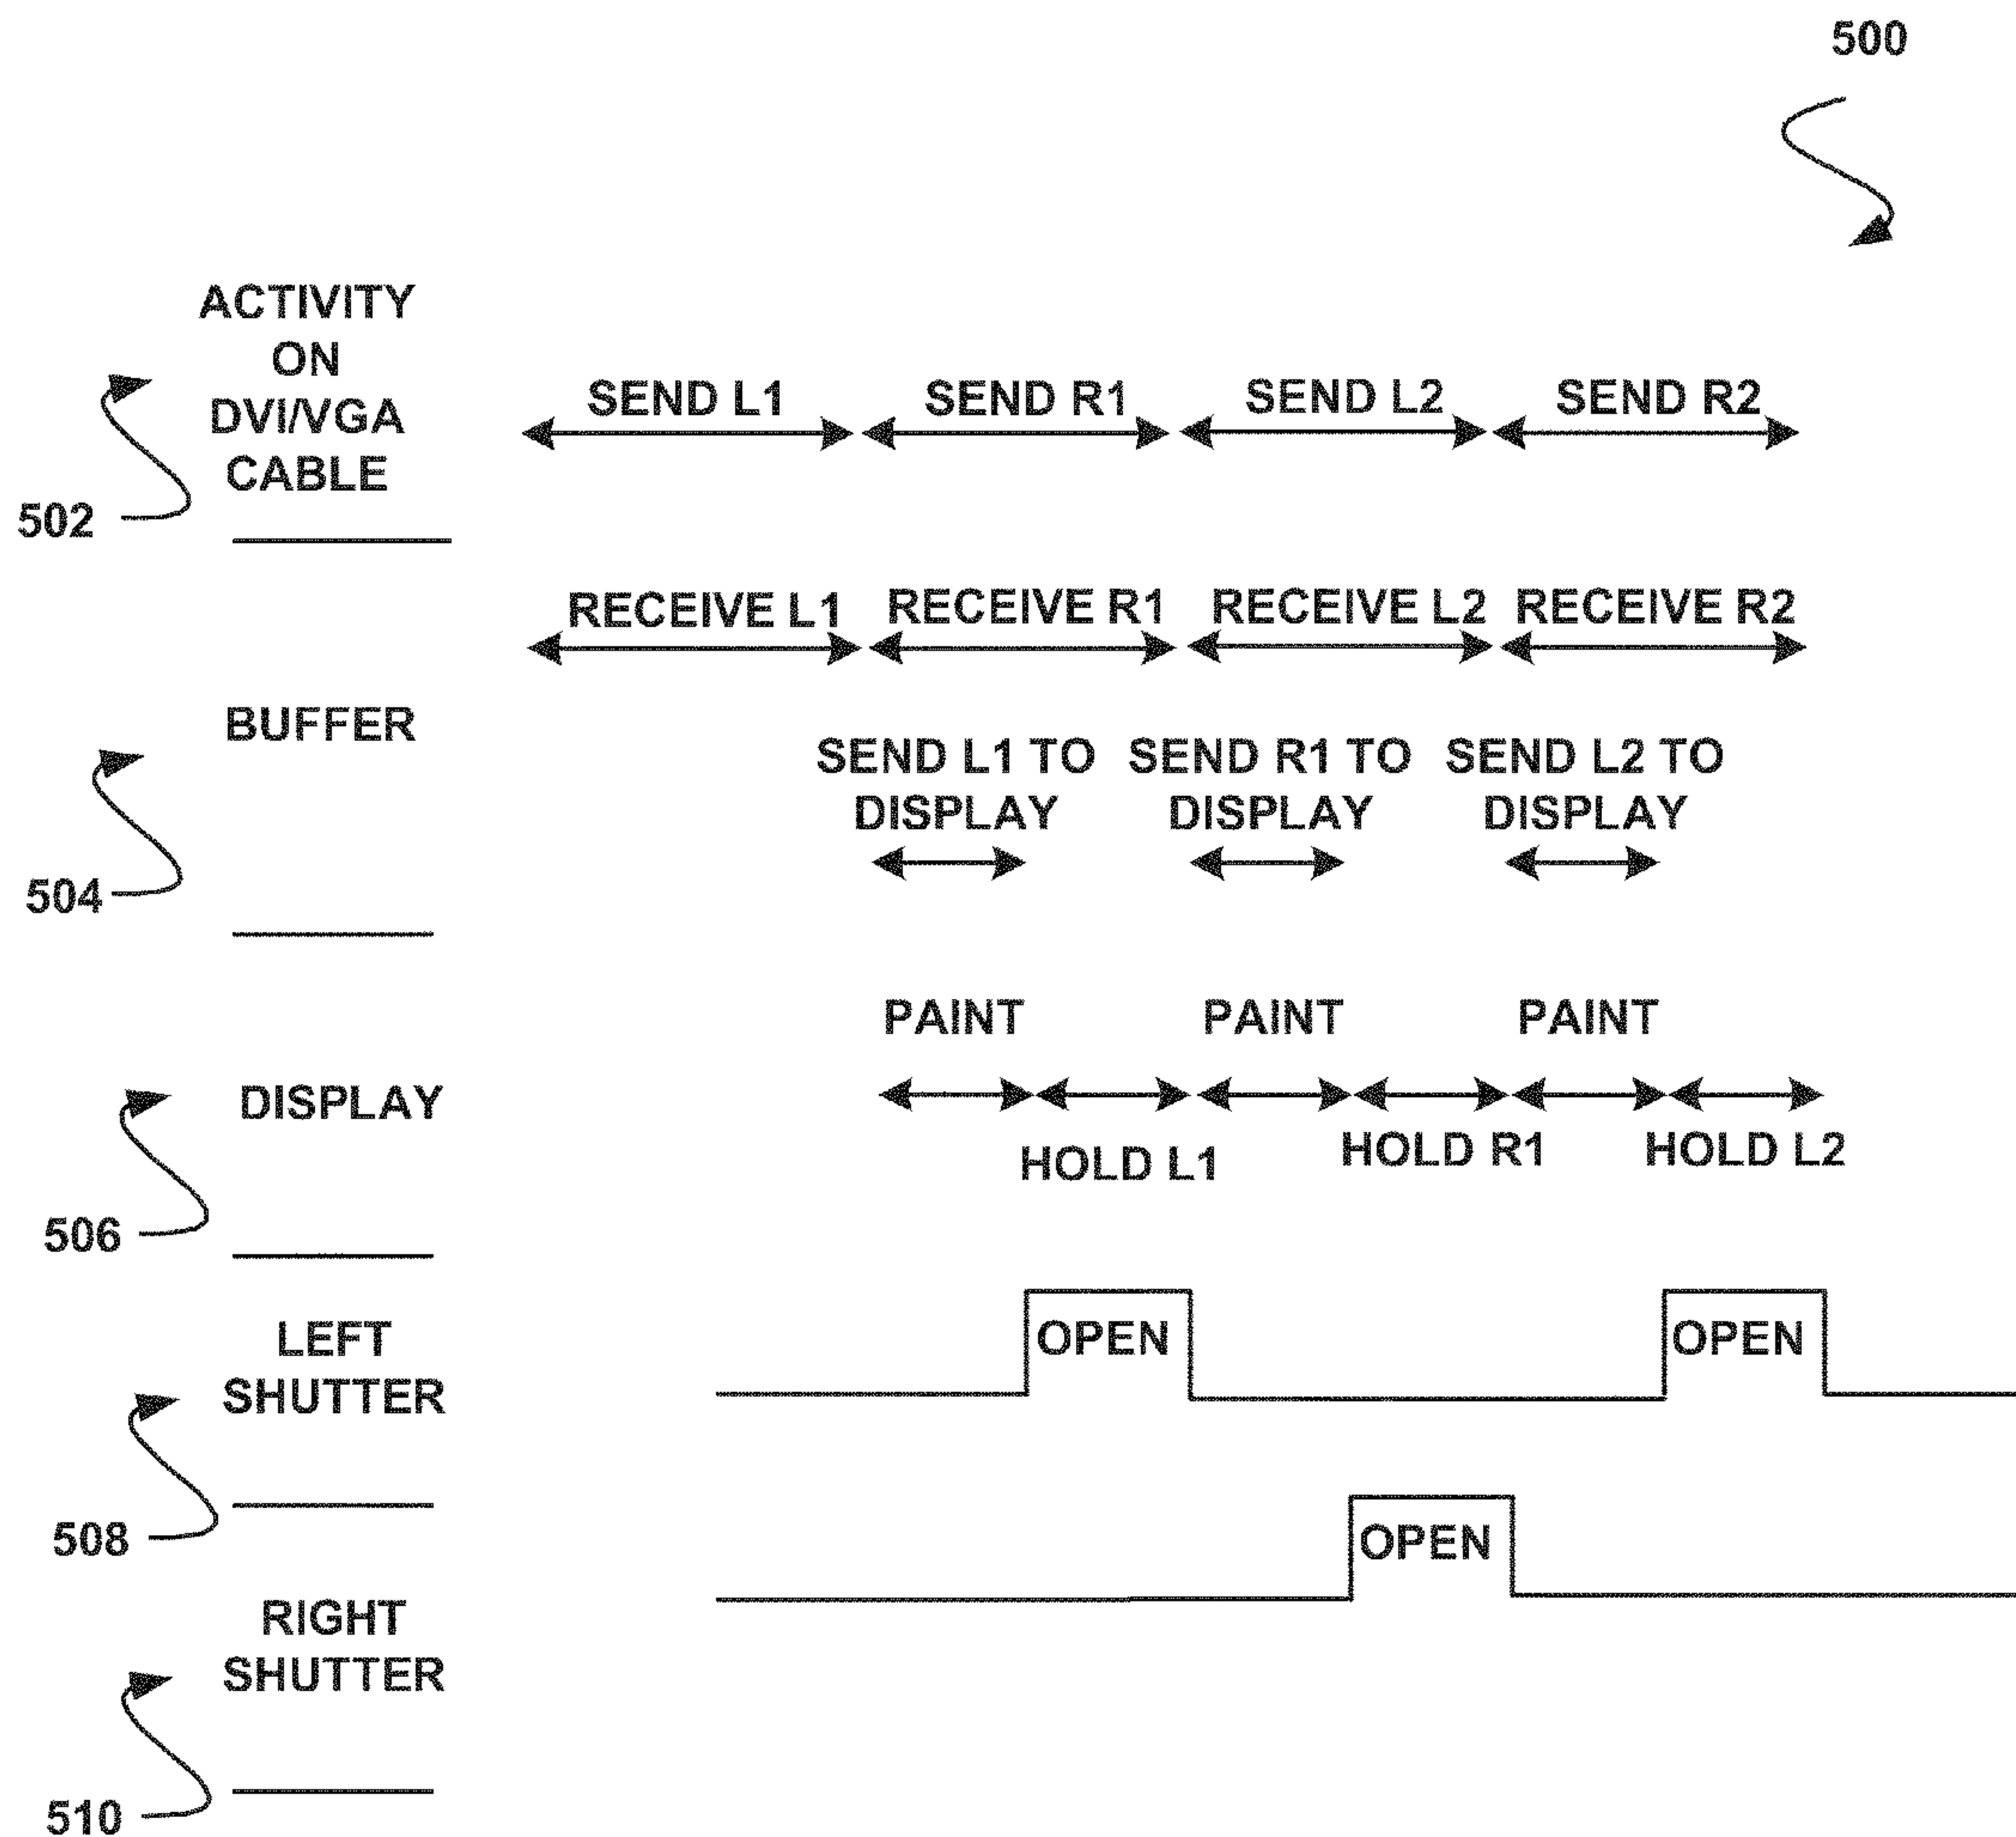 500
ACTIVITY
ON
DVI/VGA
CABLE
502
SEND L1 SEND R1 SEND L2 SEND R2
RECEIVE L1 RECEIVE R1 RECEIVE L2 RECEIVE R2
BUFFER
504
SEND L1 TO SEND R1 TO SEND L2 TO
DISPLAY DISPLAY DISPLAY
PAINT PAINT PAINT
DISPLAY
506
HOLD L1 HOLD R1 HOLD L2
LEFT
SHUTTER
508
OPEN OPEN
OPEN
RIGHT
SHUTTER
510